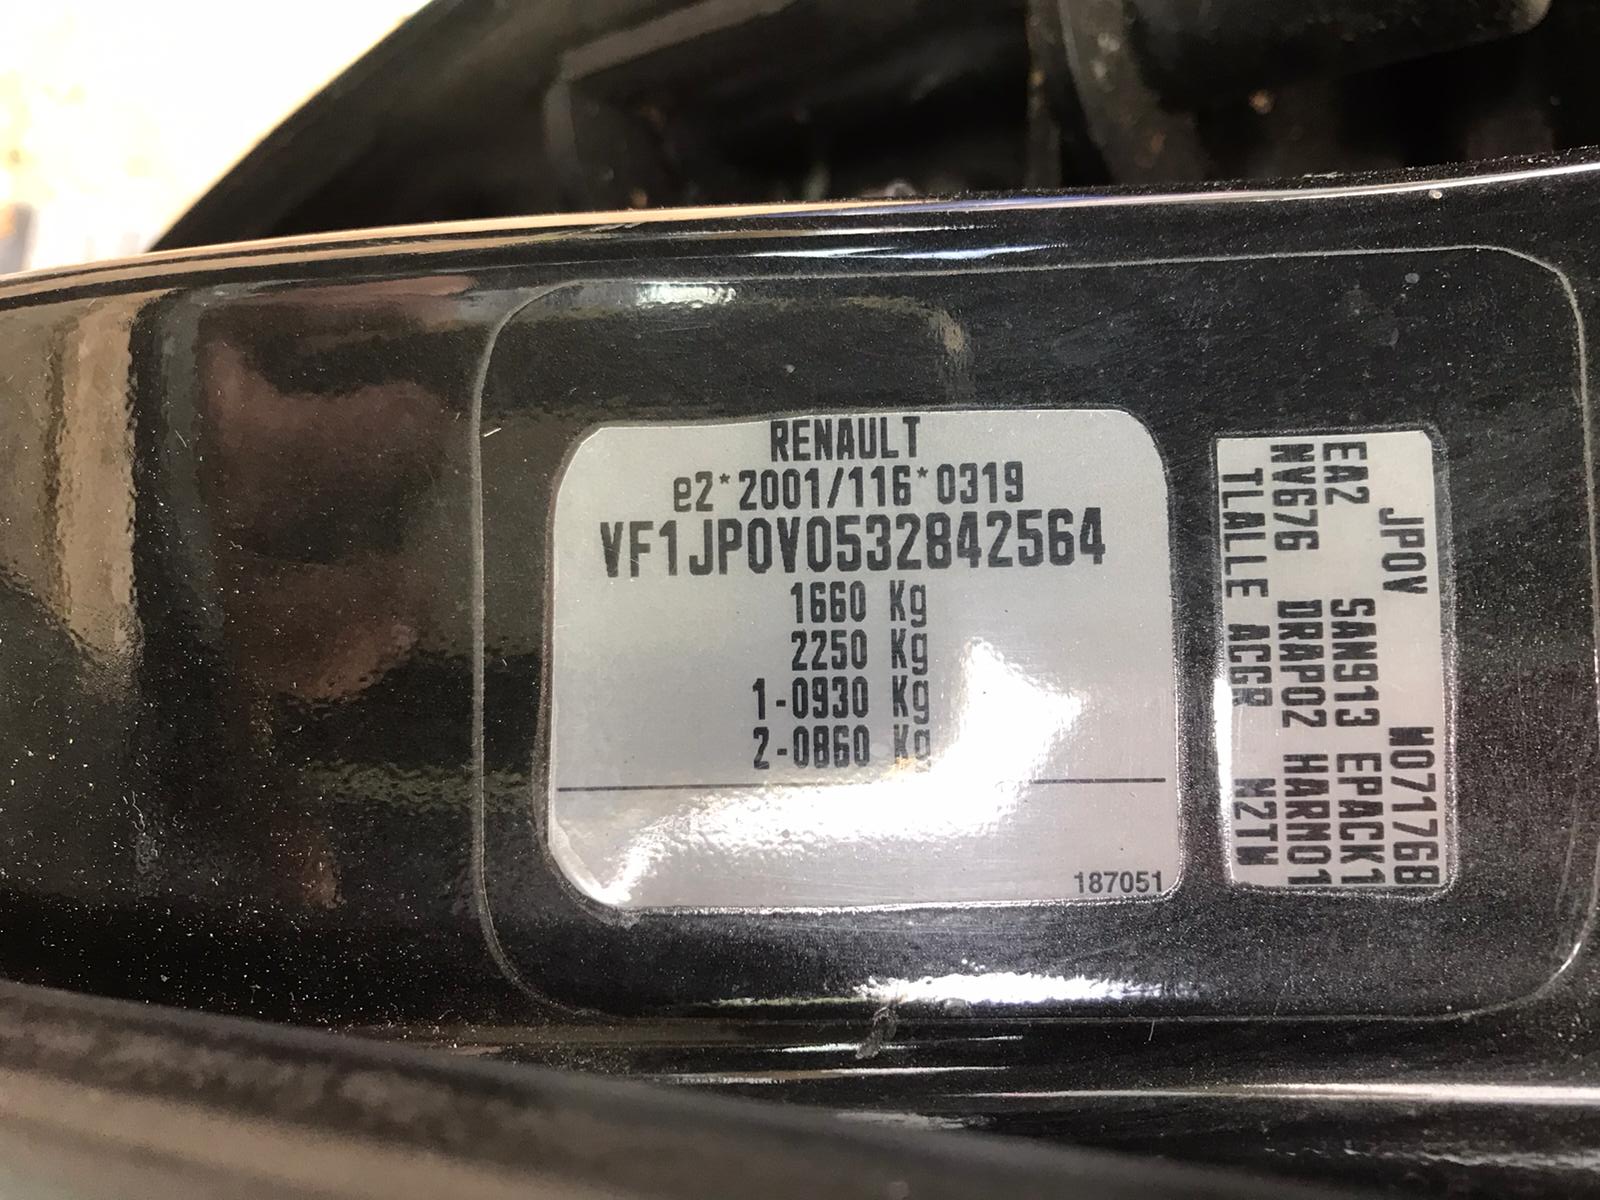 RENAULT
e2*2001/116*0319
VF1JP0V0532842564
1660 Kg
2250 Kg
1-0930 Kg
2-0860 Kg
187051
JP0V M071768
EA2 SAN913 EPACK1
NV676 DRAP02 HARM01
TLALLE ACGR M2TW